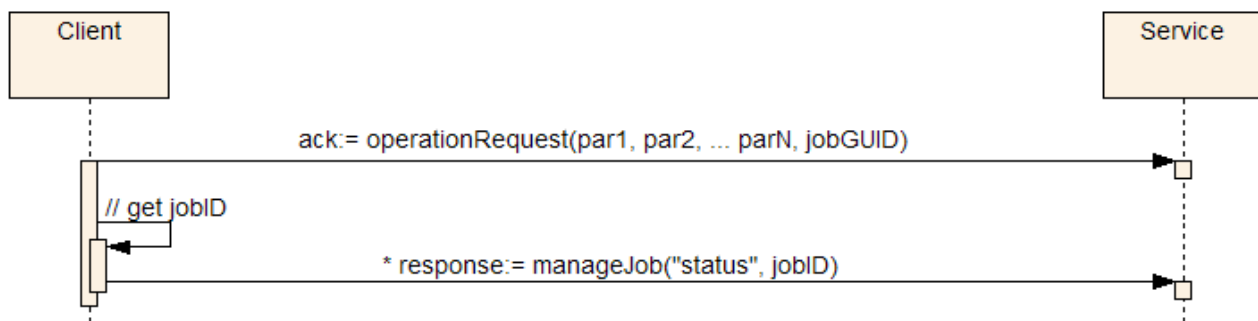 Client
Service
ack:= operationRequest(par1, par2, ... parN, jobGUID)
// get jobID
* response:= manageJob("status", jobID)